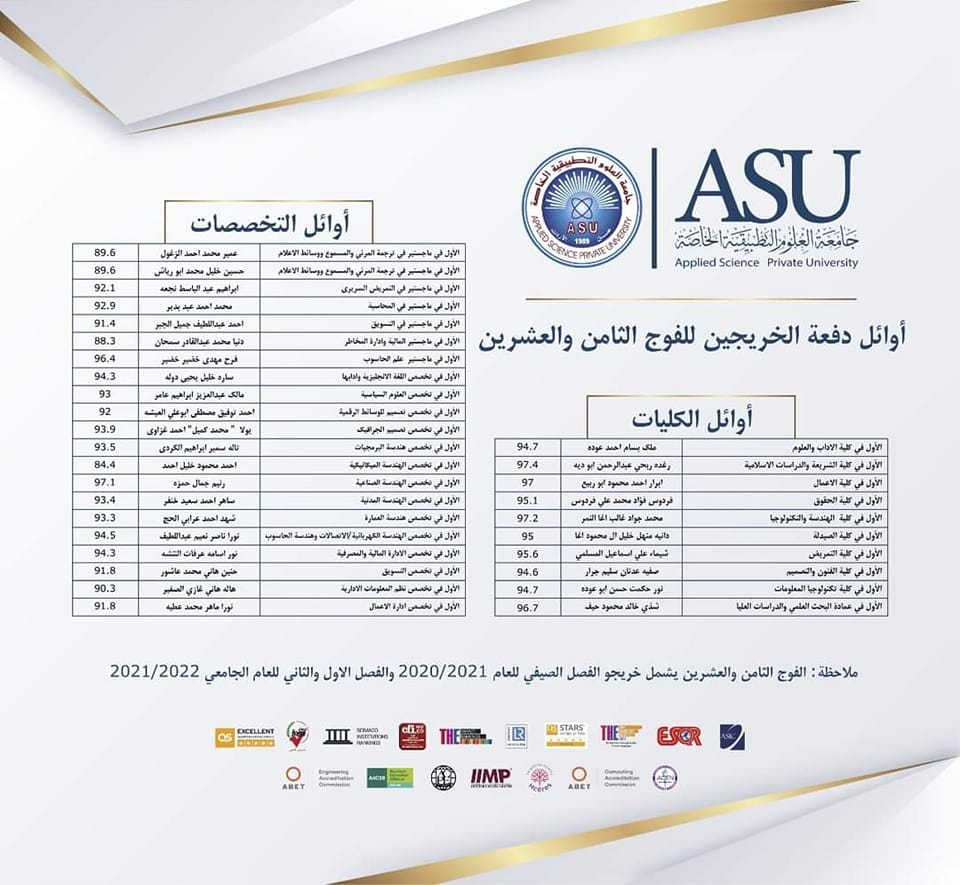 ASU
جامعة العلوم التطبيقية الخاصة
Applied Science Private University
جامعة العلوم التطبيقية الخاصة
ASU
1989
APPLIED SCIENCE PRIVATE UNIVERSITY
أوائل دفعة الخريجين للفوج الثامن والعشرين
أوائل الكليات
الأول في كلية الاداب والعلوم ملك بسام احمد عوده 94.7
الأول في كلية الشريعة والدراسات الاسلامية رغده ربحي عبدالرحمن ابو ديه 97.4
الأول في كلية الاعمال ابرار احمد محمود ابو ربيع 97
الأول في كلية الحقوق فردوس فؤاد محمد علي فردوس 95.1
الأول في كلية الهندسة والتكنولوجيا محمد جواد غالب اغا النمر 97.2
الأول في كلية الصيدلة دانيه منهل خليل ال محمود اغا 95
الأول في كلية التمريض شيماء علي اسماعيل المسلمي 95.6
الأول في كلية الفنون والتصميم صفيه عدنان سليم جرار 94.6
الأول في كلية تكنولوجيا المعلومات نور حكمت حسن ابو عوده 94.7
الأول في عمادة البحث العلمي والدراسات العليا شذي خالد محمود حيف 96.7
أوائل التخصصات
الأول في ماجستير في ترجمة المرئي والمسموع ووسائط الاعلام عمير محمد احمد الزغول 89.6
الأول في ماجستير في ترجمة المرئي والمسموع ووسائط الاعلام حسين خليل محمد ابو رياش 89.6
الأول في ماجستير في التمريض السريري ابراهيم عبد الباسط نجعه 92.1
الأول في ماجستير في المحاسبة محمد احمد عبد بدير 92.9
الأول في ماجستير في التسويق احمد عبداللطيف جميل الجبر 91.4
الأول في ماجستير المالية وادارة المخاطر دنيا محمد عبدالقادر سمحان 88.3
الأول في ماجستير علم الحاسوب فرح مهدي خضير خضير 96.4
الأول في تخصص اللغة الانجليزية وادابها ساره خليل يحيى دوله 94.3
الأول في تخصص العلوم السياسية مالك عبدالعزيز ابراهيم عامر 93
الأول في تخصص تصميم للوسائط الرقمية احمد توفيق مصطفى ابوعلي العيشه 92
الأول في تخصص تصميم الجرافيك يولا " محمد كميل" احمد غزاوي 93.9
الأول في تخصص هندسة البرمجيات تاله سمير ابراهيم الكردي 93.5
الأول في تخصص الهندسة الميكانيكية احمد محمود خليل احمد 84.4
الأول في تخصص الهندسة الصناعية رنيم جمال حمزه 97.1
الأول في تخصص الهندسة المدنية ساهر احمد سعيد خنفر 93.4
الأول في تخصص هندسة العمارة شهد احمد عرابي الحج 93.3
الأول في تخصص الهندسة الكهربائية/الاتصالات وهندسة الحاسوب نورا ناصر نعيم عبداللطيف 94.5
الأول في تخصص الادارة المالية والمصرفية نور اسامه عرفات النتشه 94.3
الأول في تخصص التسويق حنين هاني محمد عاشور 91.8
الأول في تخصص نظم المعلومات الادارية هاله هاني غازي الصغير 90.3
الأول في تخصص ادارة الاعمال نورا ماهر محمد عطيه 91.8
ملاحظة : الفوج الثامن والعشرين يشمل خريجو الفصل الصيفي للعام 2020/2021 والفصل الاول والثاني للعام الجامعي 2021/2022
QS EXCELLENT
SCIMAGO INSTITUTIONS RANKINGS
efi.co
THE
LR
QS STARS
THE
ASIC
ABET Engineering Accreditation Commission
AACSB
IIMP
Hcéres
ABET Computing Accreditation Commission